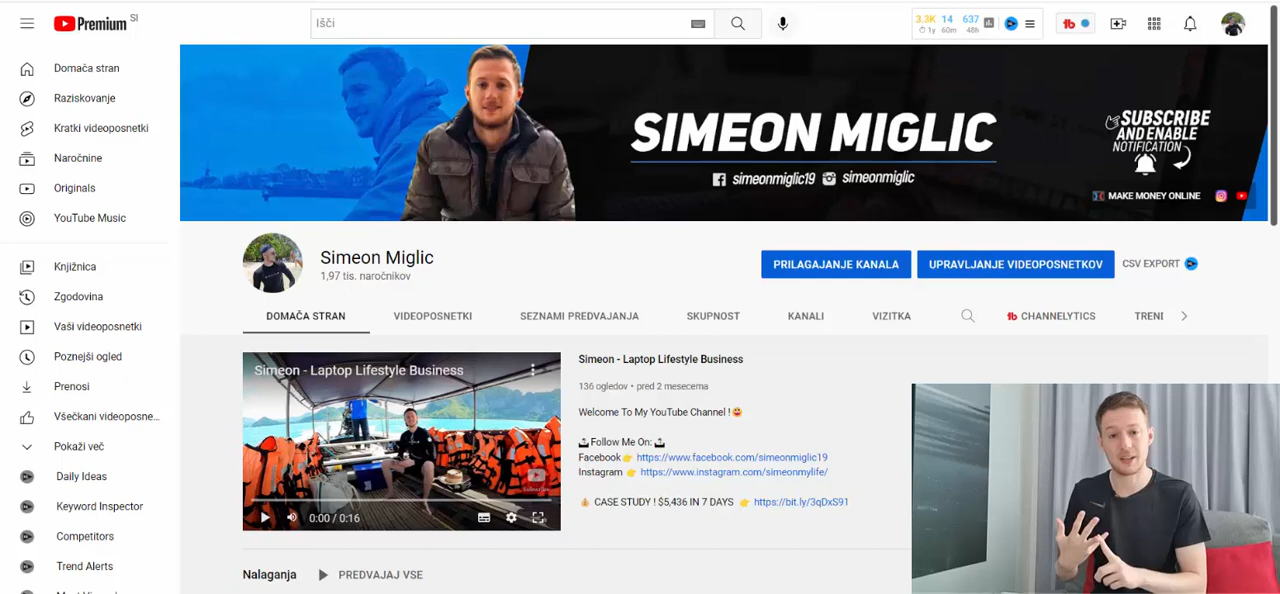 Premium SI
Išči
3.3K 14 637
1y 60m 48h
tb
Domača stran
Raziskovanje
Kratki videoposnetki
Naročnine
Originals
YouTube Music
Knjižnica
Zgodovina
Vaši videoposnetki
Poznejši ogled
Prenosi
Všečkani videoposne...
Pokaži več
Daily Ideas
Keyword Inspector
Competitors
Trend Alerts
SIMEON MIGLIC
simeonmiglic19 simeonmiglic
SUBSCRIBE
AND ENABLE
NOTIFICATION
MAKE MONEY ONLINE
Simeon Miglic
1,97 tis. naročnikov
PRILAGAJANJE KANALA
UPRAVLJANJE VIDEOPOSNETKOV
CSV EXPORT
DOMAČA STRAN
VIDEOPOSNETKI
SEZNAMI PREDVAJANJA
SKUPNOST
KANALI
VIZITKA
tb CHANNELYTICS
TREND
Simeon - Laptop Lifestyle Business
0:00 / 0:16
Simeon - Laptop Lifestyle Business
136 ogledov • pred 2 mesecema
Welcome To My YouTube Channel !😀
📥Follow Me On: 📥
Facebook👉 https://www.facebook.com/simeonmiglic19
Instagram 👉 https://www.instagram.com/simeonmylife/
💰 CASE STUDY ! $5,436 IN 7 DAYS 👉 https://bit.ly/3qDxS91
Nalaganja
PREDVAJAJ VSE